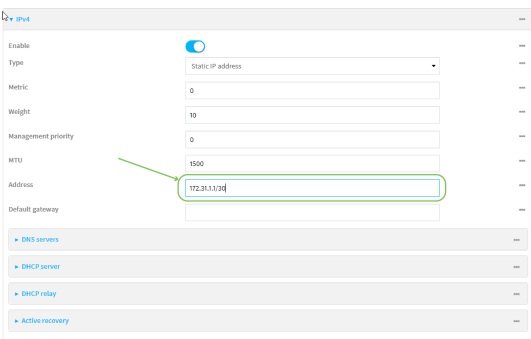 IPv4
Enable
Type Static IP address
Metric 0
Weight 10
Management priority 0
MTU 1500
Address 172.31.1.1/30
Default gateway
DNS servers
DHCP server
DHCP relay
Active recovery